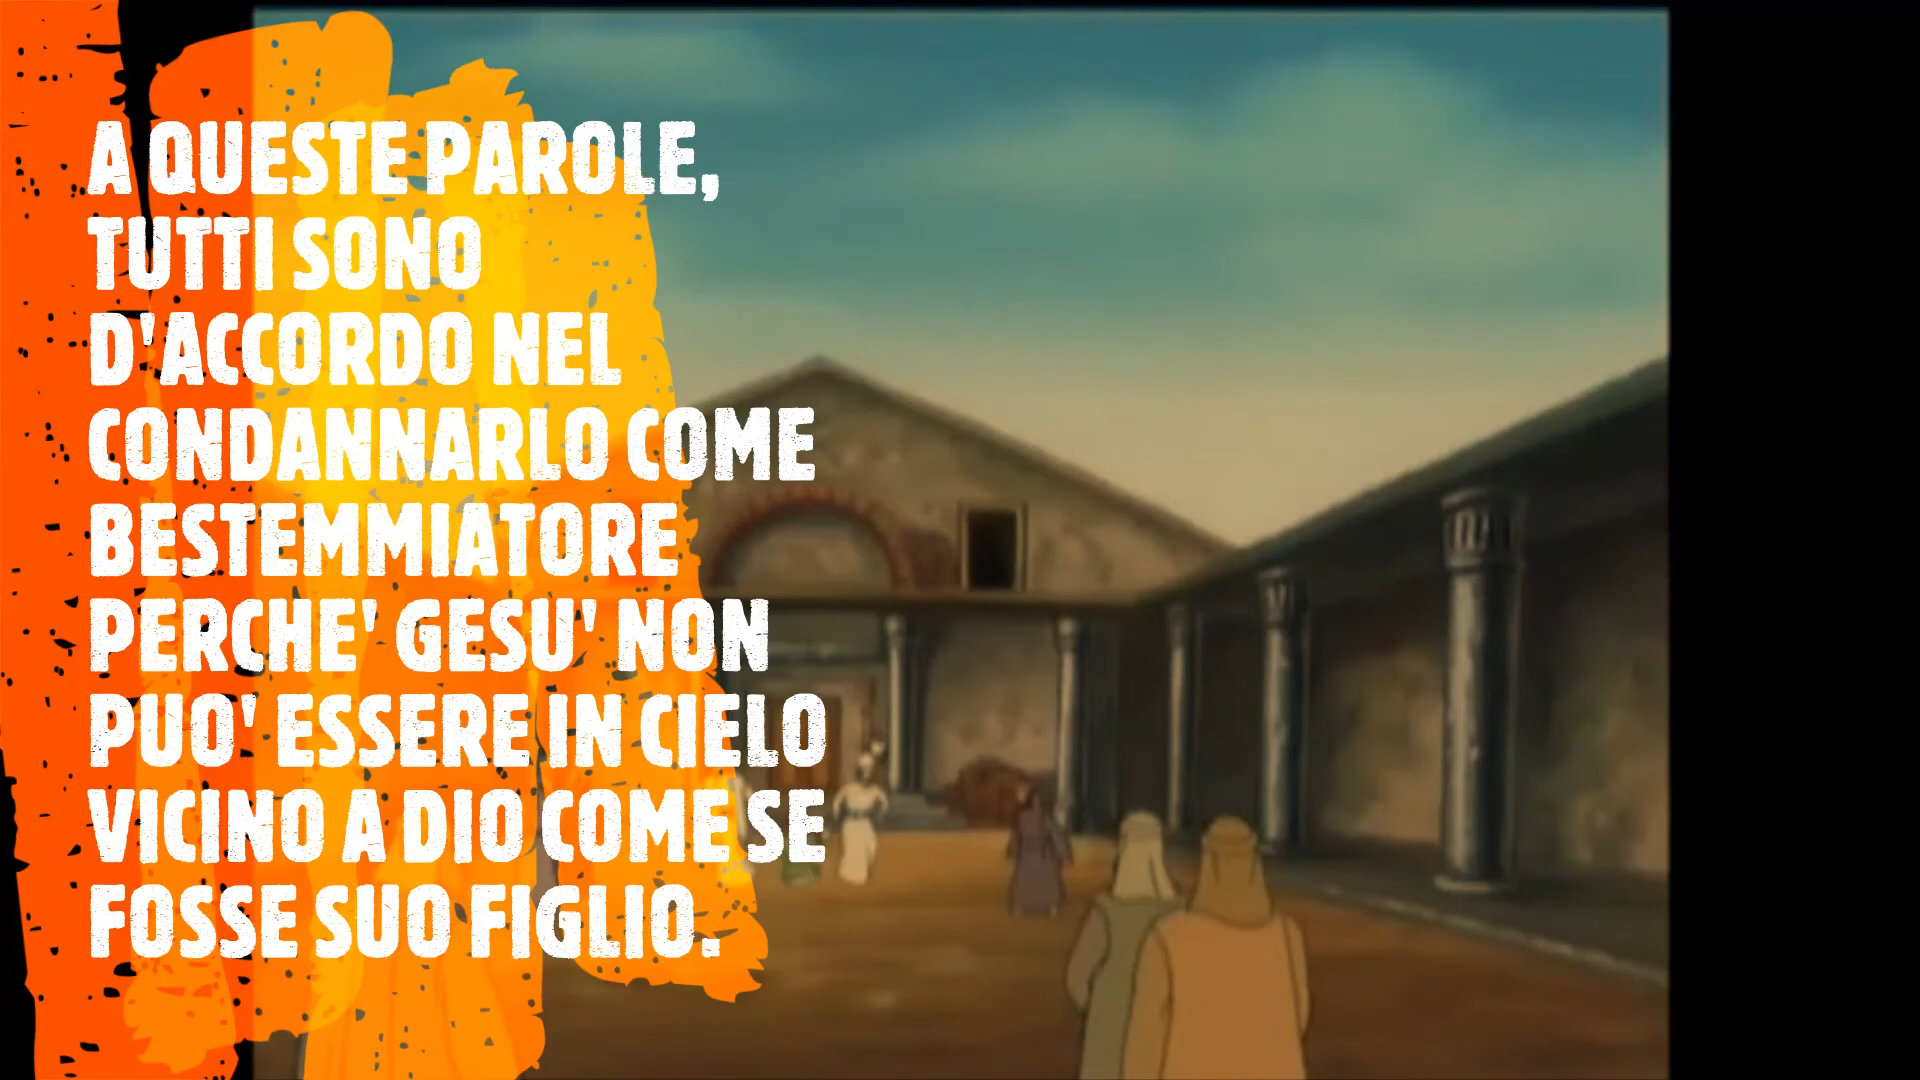 A QUESTE PAROLE,
TUTTI SONO
D'ACCORDO NEL
CONDANNARLO COME
BESTEMMIATORE
PERCHE' GESU' NON
PUO' ESSERE IN CIELO
VICINO A DIO COME SE
FOSSE SUO FIGLIO.